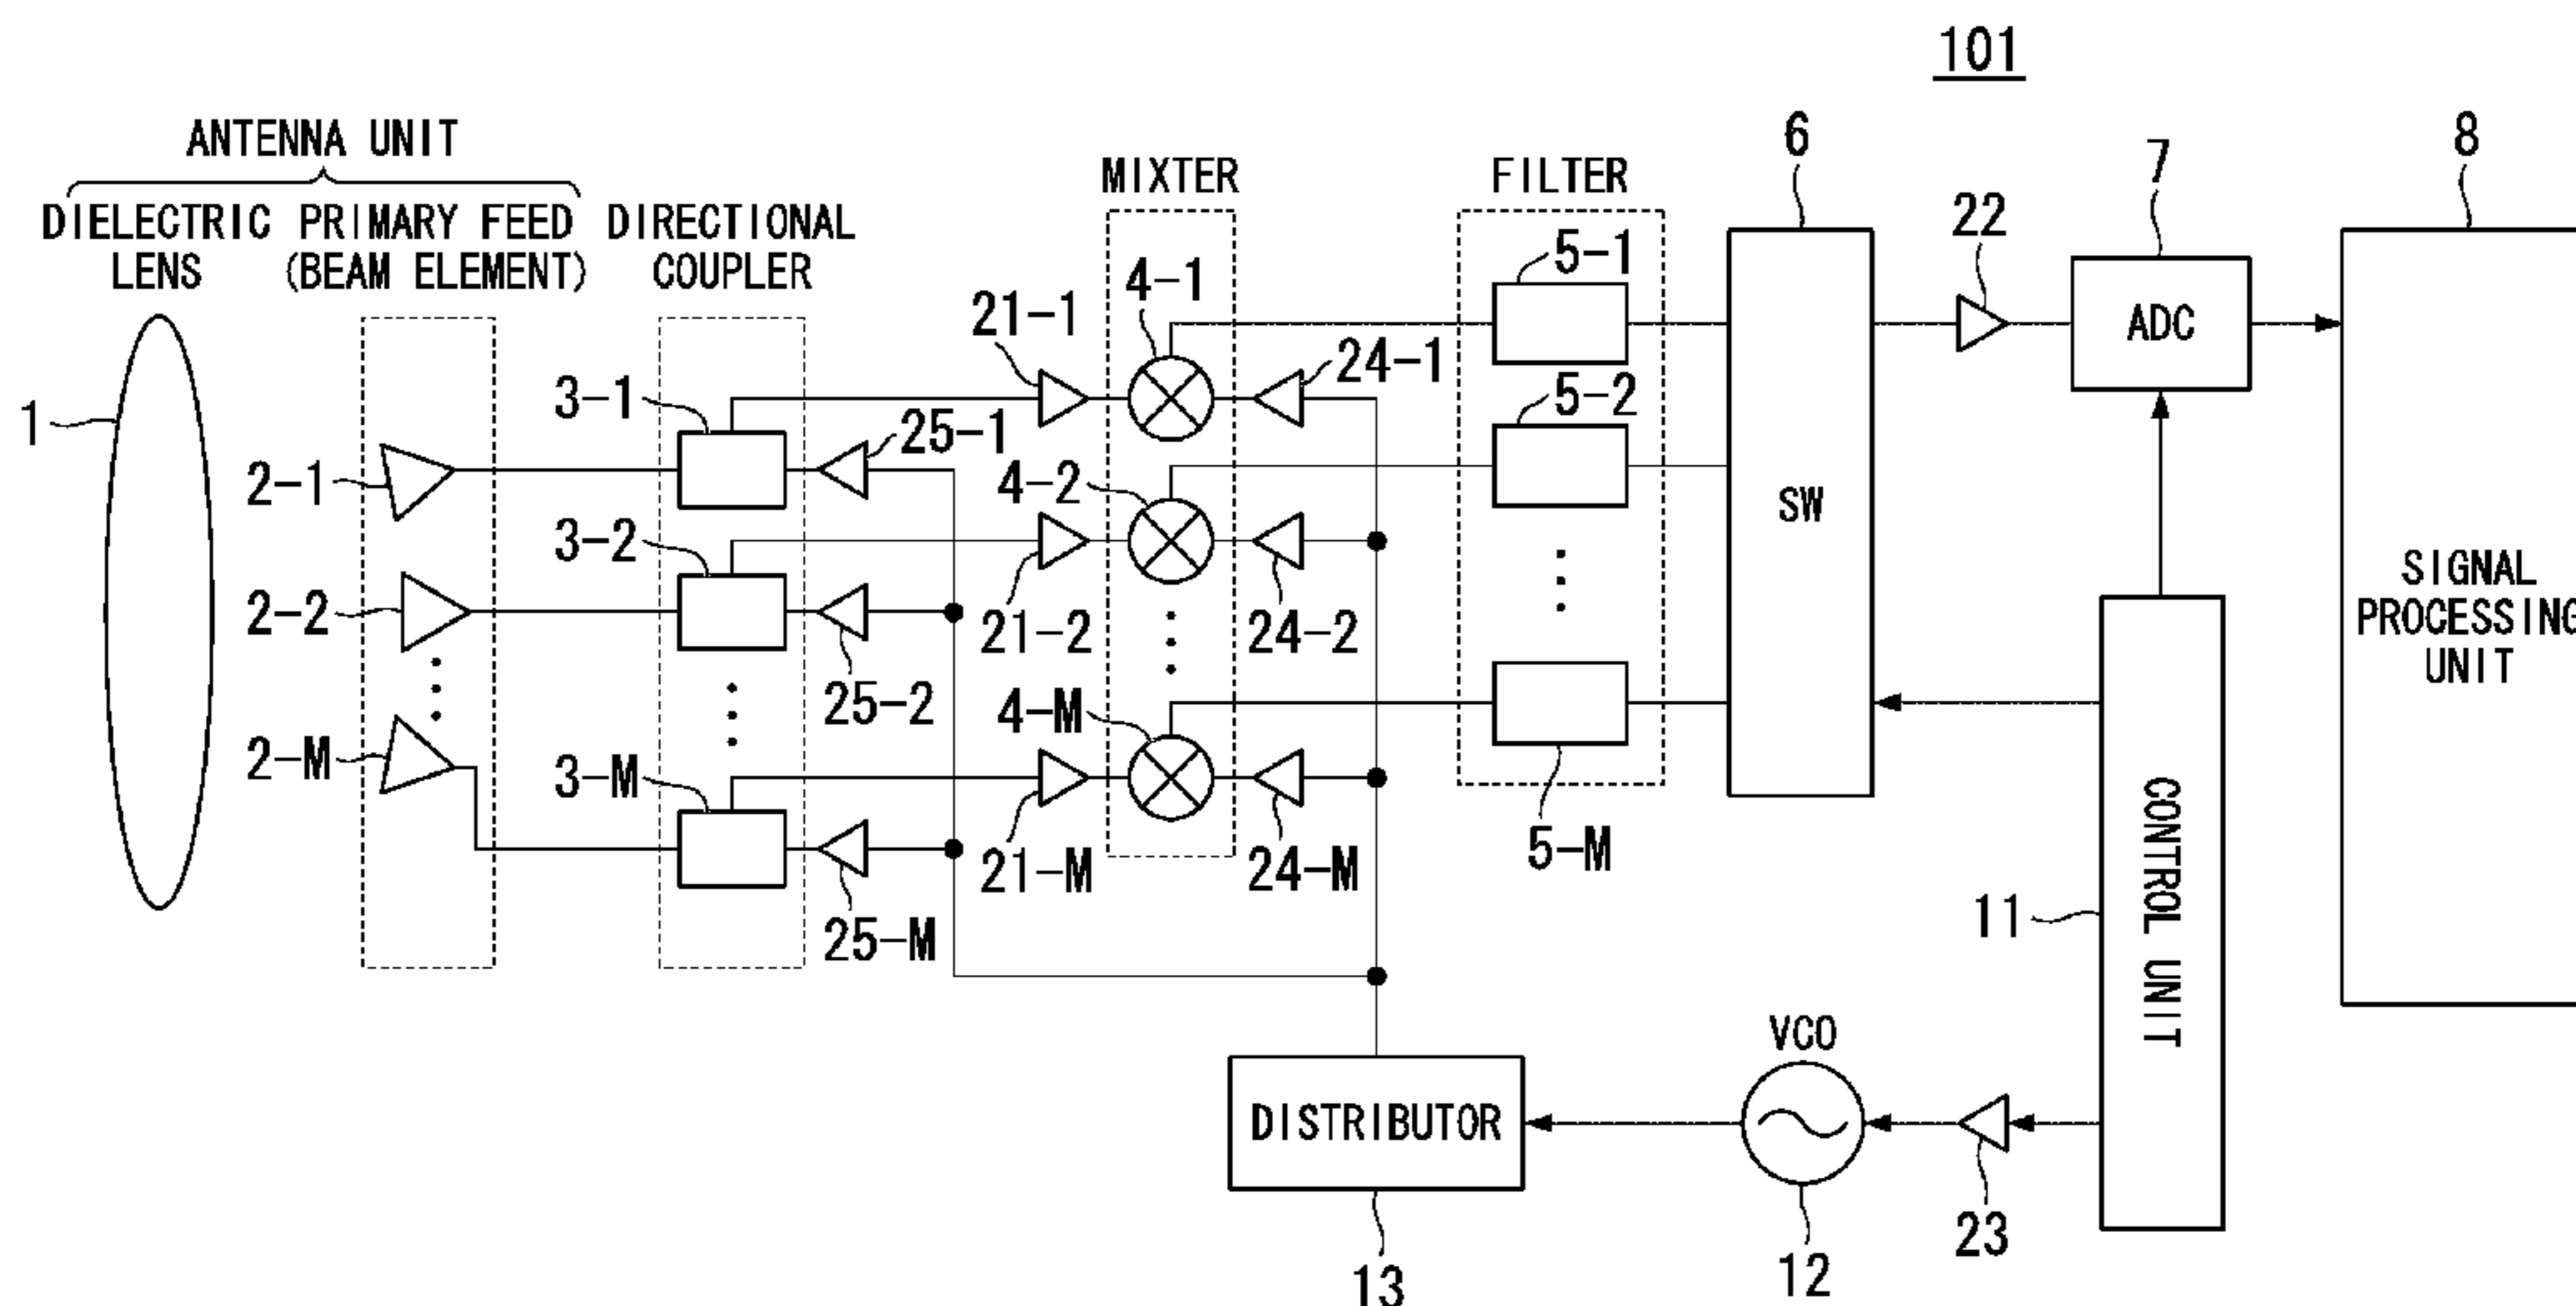 101
ANTENNA UNIT
DIELECTRIC
LENS
PRIMARY FEED
(BEAM ELEMENT)
DIRECTIONAL
COUPLER
MIXTER
FILTER
6
22
7
8
1
2-1
2-2
2-M
3-1
3-2
3-M
25-1
25-2
25-M
21-1
21-2
21-M
4-1
4-2
4-M
24-1
24-2
24-M
5-1
5-2
5-M
SW
ADC
SIGNAL
PROCESSING
UNIT
CONTROL UNIT
11
VCO
DISTRIBUTOR
13
12
23